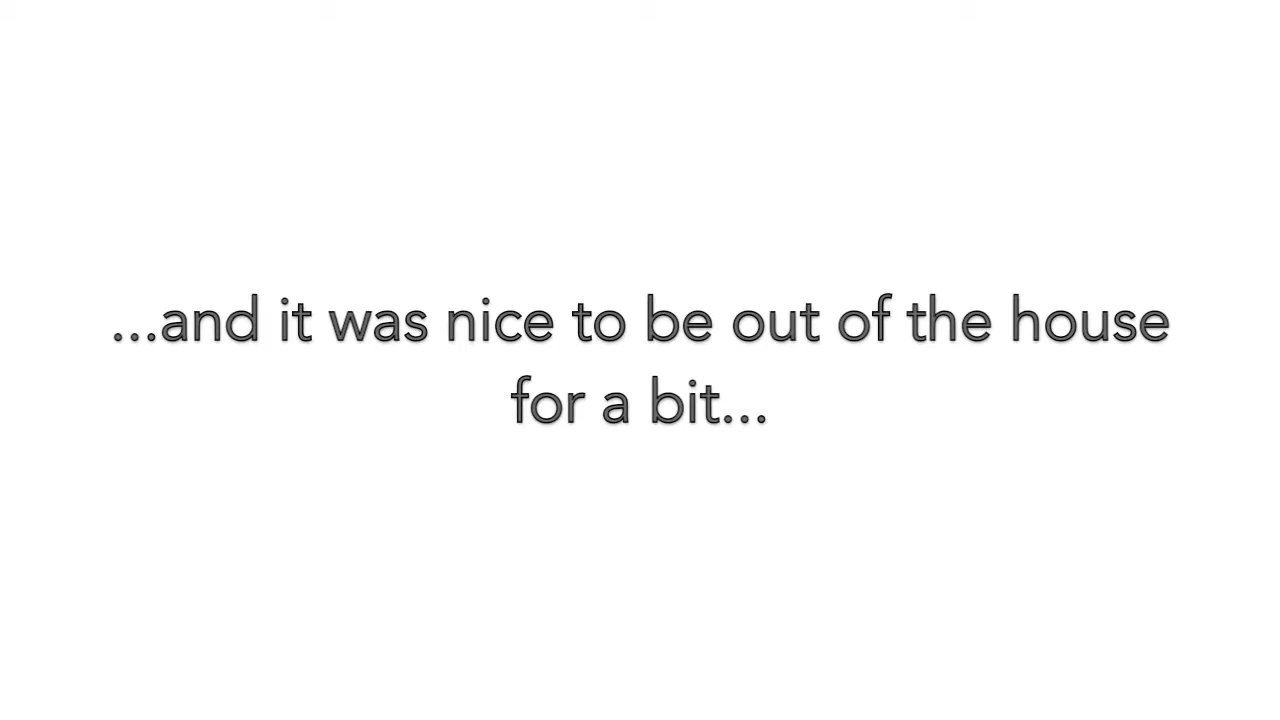 ...and it was nice to be out of the house
for a bit...